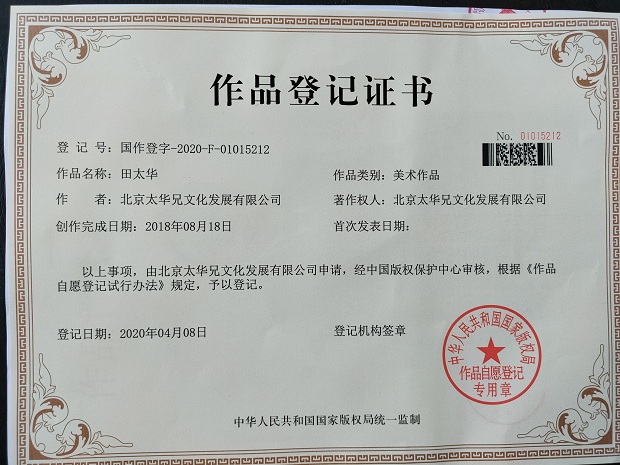 作品登记证书
No. 01015212
登 记 号：国作登字-2020-F-01015212
作品名称：田太华
作品类别：美术作品
作 者：北京太华兄文化发展有限公司
著作权人：北京太华兄文化发展有限公司
创作完成日期：2018年08月18日
首次发表日期：
以上事项，由北京太华兄文化发展有限公司申请，经中国版权保护中心审核，根据《作品
自愿登记试行办法》规定，予以登记。
登记日期：2020年04月08日
登记机构签章
中华人民共和国国家版权局
作品自愿登记
专用章
中华人民共和国国家版权局统一监制